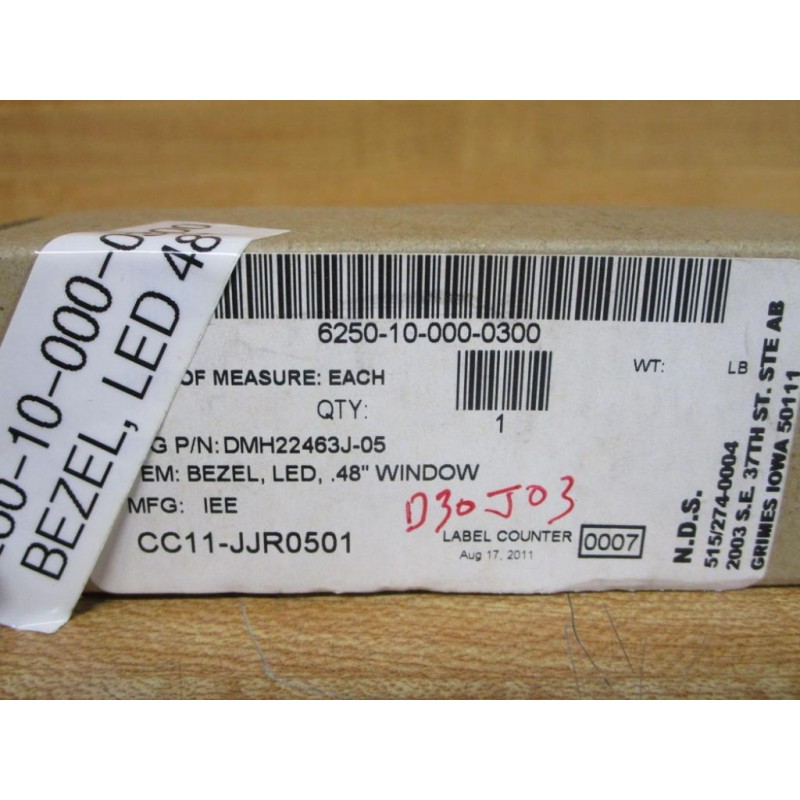 6250-10-000-0300
OF MEASURE: EACH
WT: LB
QTY:
1
G P/N: DMH22463J-05
EM: BEZEL, LED, .48" WINDOW
MFG: IEE
D30J03
CC11-JJR0501
LABEL COUNTER 0007
Aug 17, 2011
N.D.S.
515/274-0004
2003 S.E. 37TH ST. STE AB
GRIMES IOWA 50111
50-10-000-0
BEZEL, LED 48